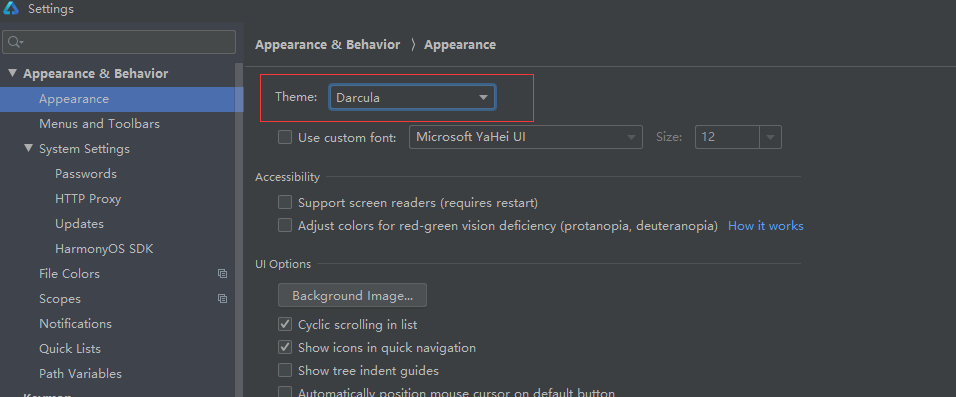 Settings
Appearance & Behavior
Appearance
Menus and Toolbars
System Settings
Passwords
HTTP Proxy
Updates
HarmonyOS SDK
File Colors
Scopes
Notifications
Quick Lists
Path Variables
Keymap
Appearance & Behavior 〉 Appearance
Theme: Darcula
Use custom font: Microsoft YaHei UI Size: 12
Accessibility
Support screen readers (requires restart)
Adjust colors for red-green vision deficiency (protanopia, deuteranopia) How it works
UI Options
Background Image...
Cyclic scrolling in list
Show icons in quick navigation
Show tree indent guides
Automatically position mouse cursor on default button